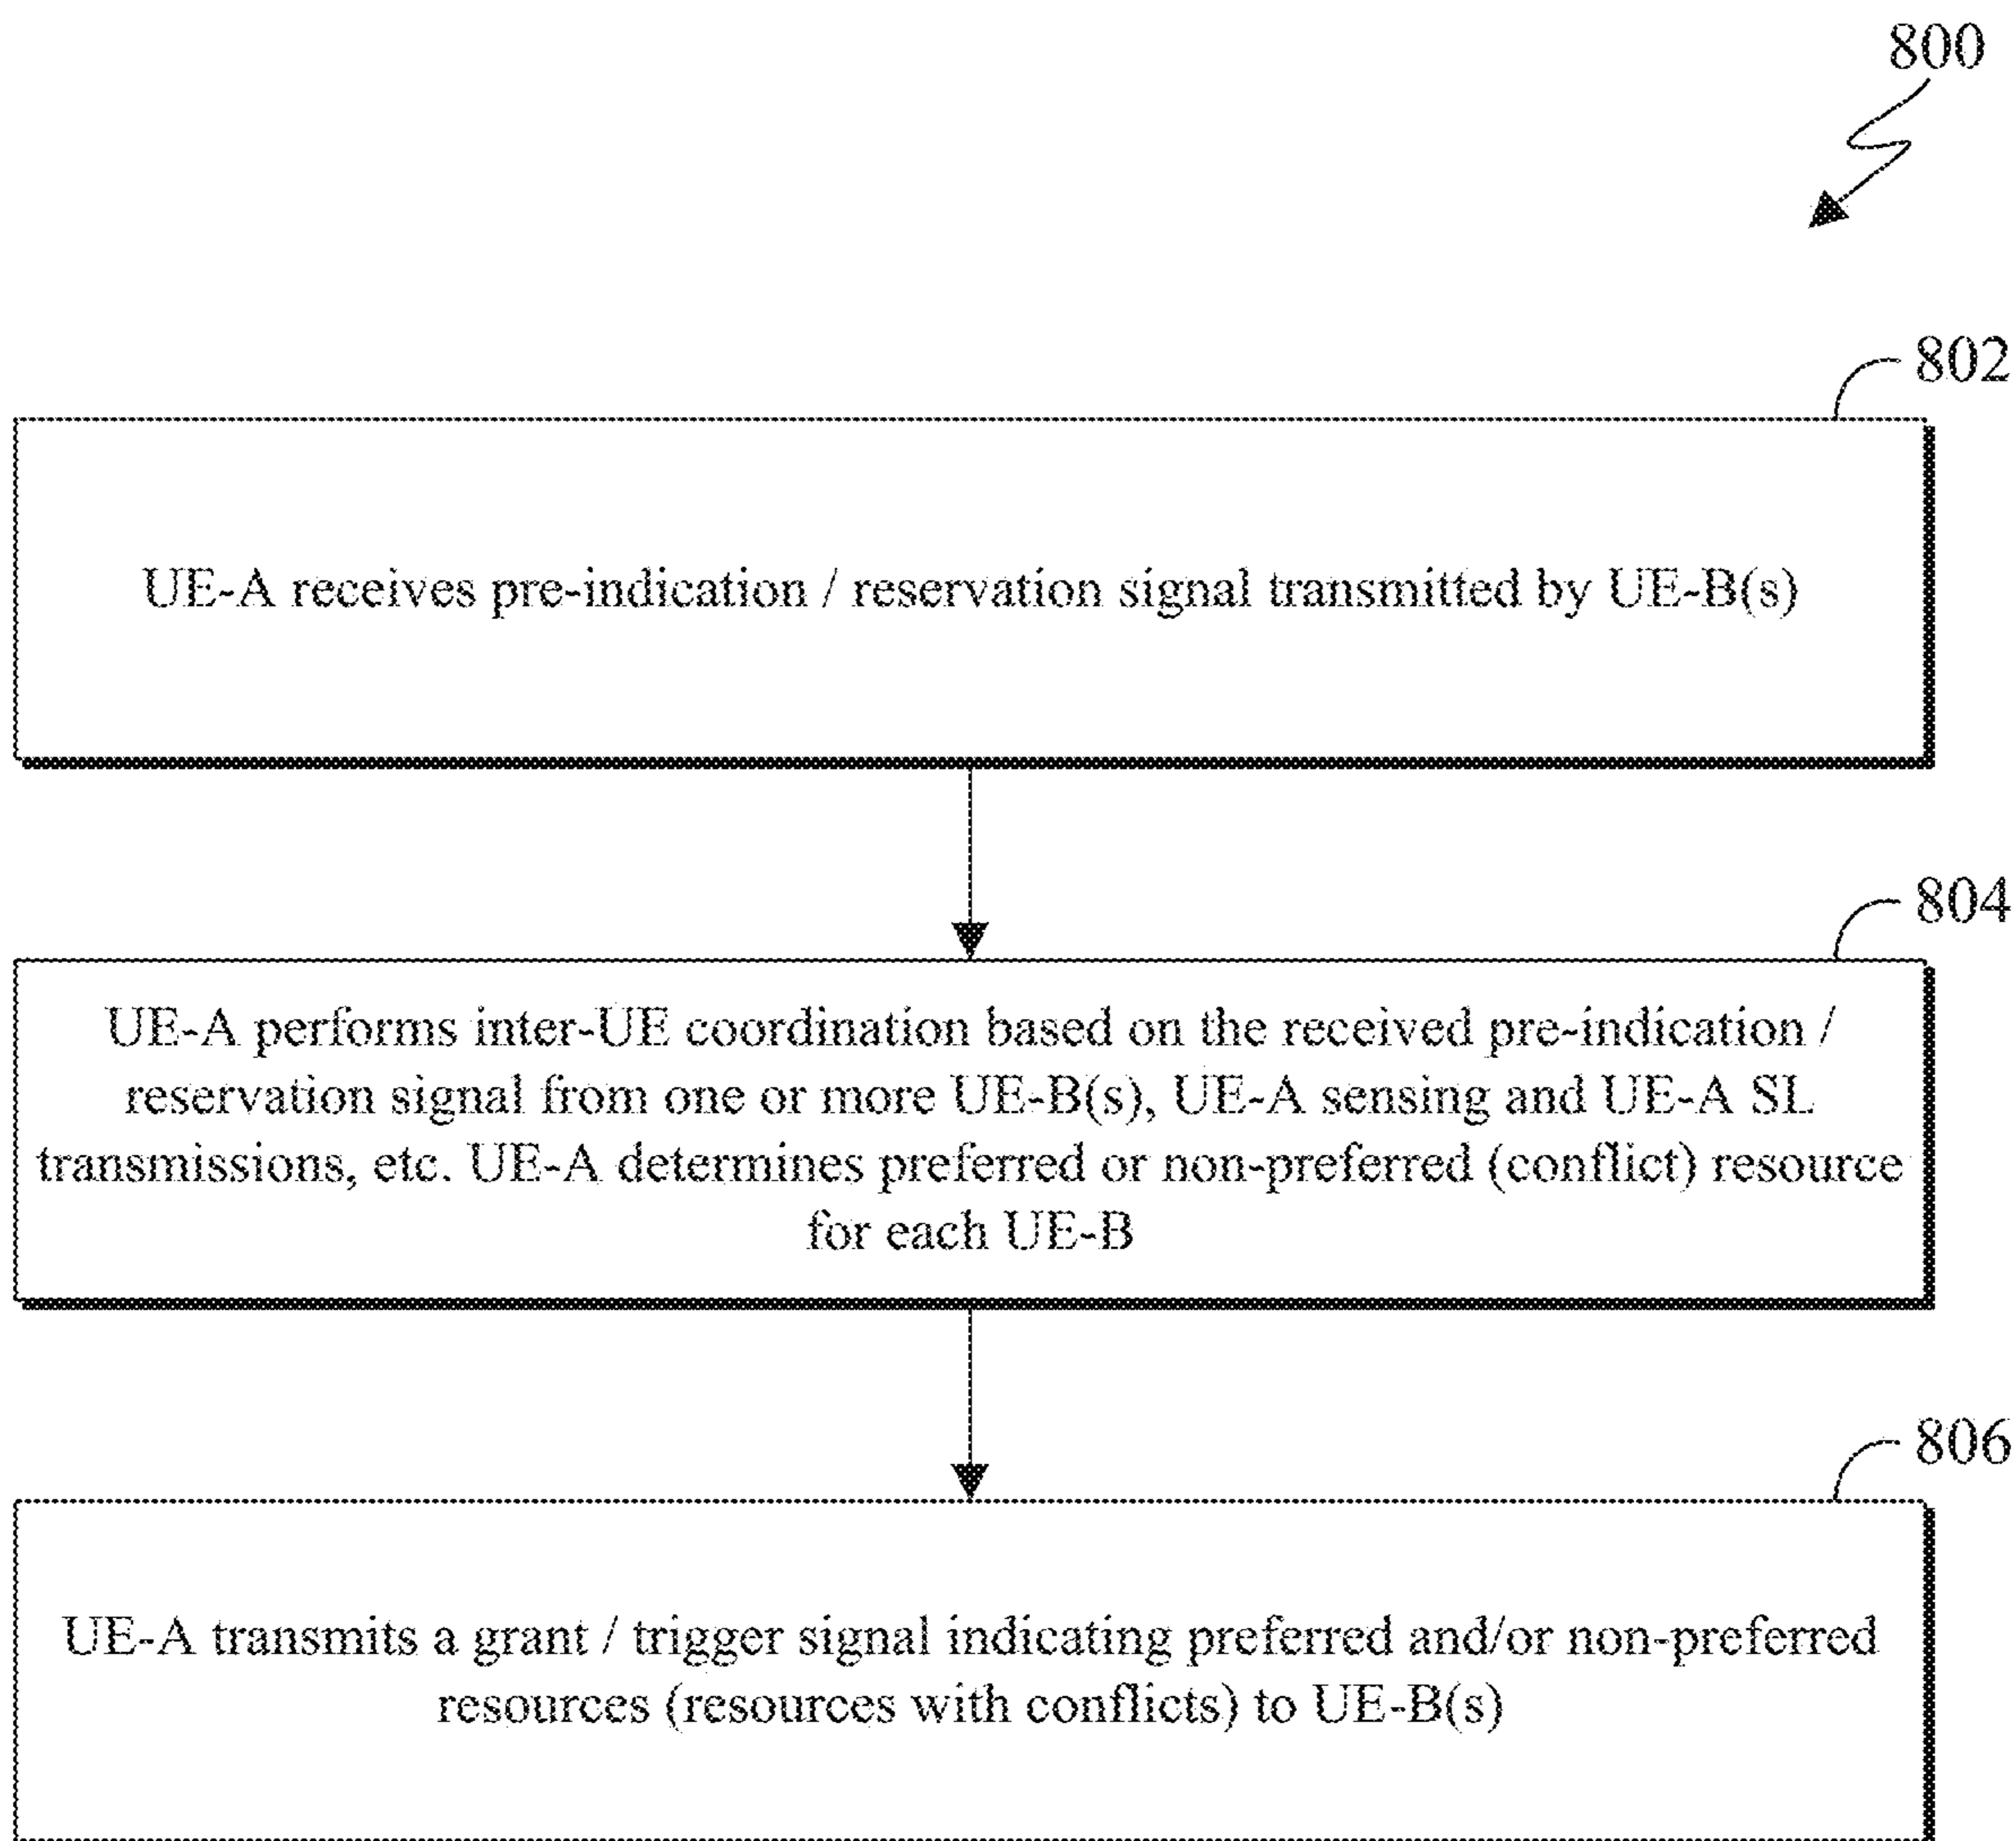 800
802
UE-A receives pre-indication / reservation signal transmitted by UE-B(s)
804
UE-A performs inter-UE coordination based on the received pre-indication /
reservation signal from one or more UE-B(s), UE-A sensing and UE-A SL
transmissions, etc. UE-A determines preferred or non-preferred (conflict) resource
for each UE-B
806
UE-A transmits a grant / trigger signal indicating preferred and/or non-preferred
resources (resources with conflicts) to UE-B(s)